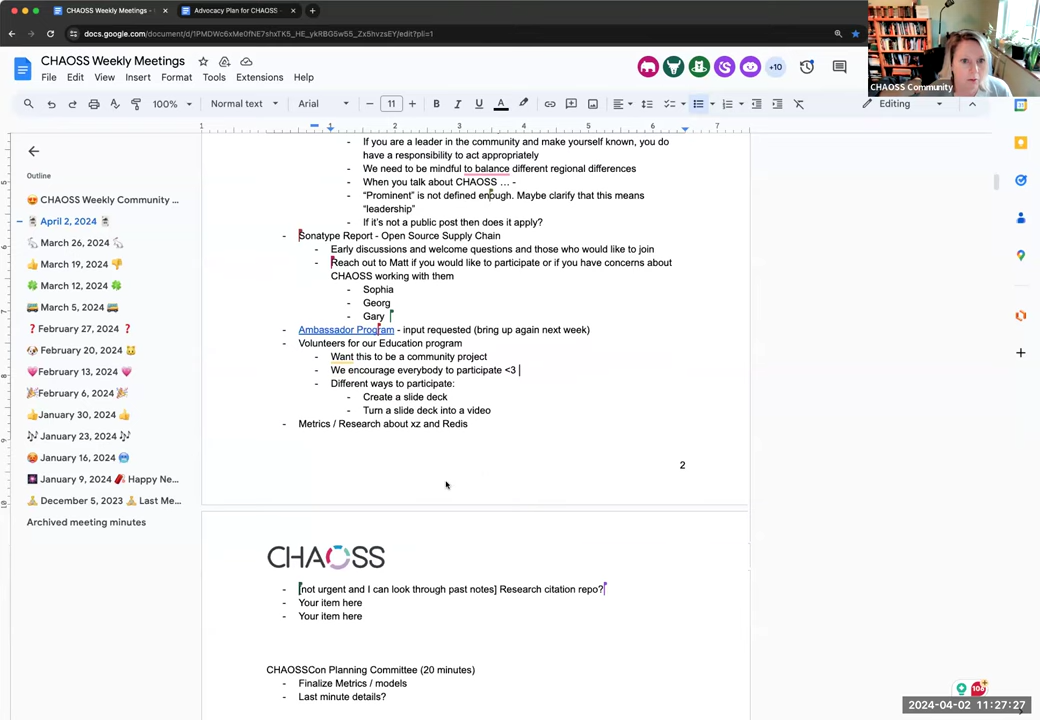 CHAOSS Weekly Meetings -
Advocacy Plan for CHAOSS
docs.google.com/document/d/1PMDWc6xMe0fNE7shxTK5_HE_ykRBGSw55_Zx5hvzsEY/edit?pli=1
CHAOSS Community
CHAOSS Weekly Meetings
File Edit View Insert Format Tools Extensions Help
+10
100% Normal text Arial 11 Editing
1 1 2 3 4 5 6 7
Outline
😍 CHAOSS Weekly Community ...
April 2, 2024
March 26, 2024
👍 March 19, 2024 👎
🍀 March 12, 2024 🍀
March 5, 2024
❓ February 27, 2024 ❓
🐶 February 20, 2024 🐱
💗 February 13, 2024 💗
🎉 February 6, 2024 🎉
👍 January 30, 2024 👍
🎶 January 23, 2024 🎶
🥵 January 16, 2024 🥶
🎆 January 9, 2024 🧧 Happy Ne...
December 5, 2023 Last Me...
Archived meeting minutes
- If you are a leader in the community and make yourself known, you do
have a responsibility to act appropriately
- We need to be mindful to balance different regional differences
- When you talk about CHAOSS ... -
- “Prominent” is not defined enough. Maybe clarify that this means
“leadership”
- If it’s not a public post then does it apply?
- Sonatype Report - Open Source Supply Chain
- Early discussions and welcome questions and those who would like to join
- Reach out to Matt if you would like to participate or if you have concerns about
CHAOSS working with them
- Sophia
- Georg
- Gary
- Ambassador Program - input requested (bring up again next week)
- Volunteers for our Education program
- Want this to be a community project
- We encourage everybody to participate <3
- Different ways to participate:
- Create a slide deck
- Turn a slide deck into a video
- Metrics / Research about xz and Redis
2
CHAOSS
- [not urgent and I can look through past notes] Research citation repo?
- Your item here
- Your item here
CHAOSSCon Planning Committee (20 minutes)
- Finalize Metrics / models
- Last minute details?
2024-04-02 11:27:27